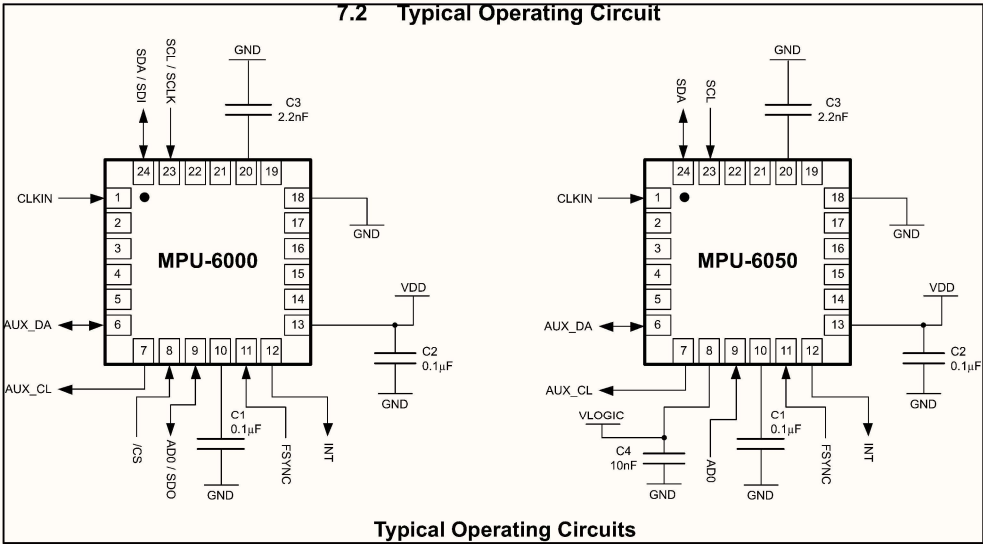 7.2 Typical Operating Circuit
SDA / SDI
SCL / SCLK
GND
C3
2.2nF
24 23 22 21 20 19
CLKIN
1
2
3
4
5
6
18
17
16
15
14
13
GND
MPU-6000
VDD
AUX_DA
C2
0.1µF
GND
7 8 9 10 11 12
AUX_CL
/CS
AD0 / SDO
C1
0.1µF
GND
FSYNC
INT
SDA
SCL
GND
C3
2.2nF
24 23 22 21 20 19
CLKIN
1
2
3
4
5
6
18
17
16
15
14
13
GND
MPU-6050
VDD
AUX_DA
C2
0.1µF
GND
7 8 9 10 11 12
AUX_CL
VLOGIC
C4
10nF
GND
AD0
C1
0.1µF
GND
FSYNC
INT
Typical Operating Circuits